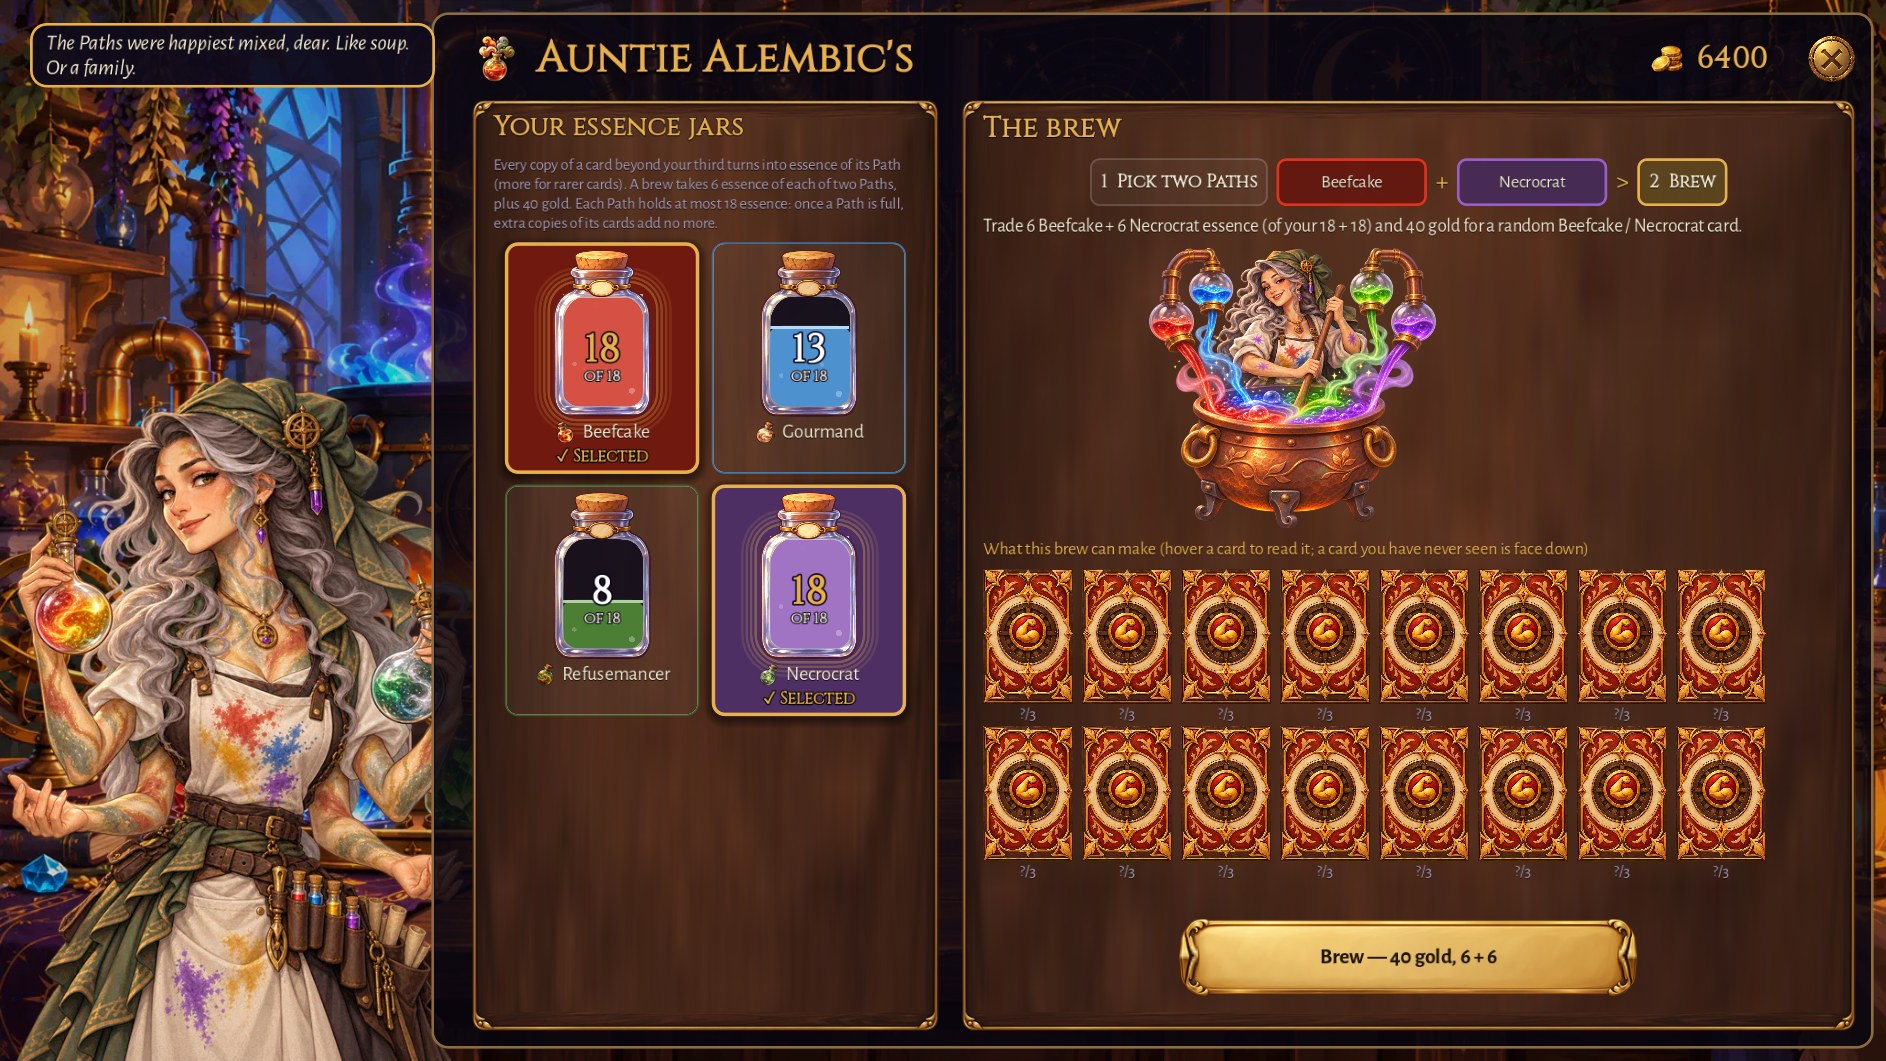 The Paths were happiest mixed, dear. Like soup.
Or a family.
Auntie Alembic's
6400
Your essence jars
Every copy of a card beyond your third turns into essence of its Path
(more for rarer cards). A brew takes 6 essence of each of two Paths,
plus 40 gold. Each Path holds at most 18 essence: once a Path is full,
extra copies of its cards add no more.
18
OF 18
Beefcake
✓ Selected
13
OF 18
Gourmand
8
OF 18
Refusemancer
18
OF 18
Necrocrat
✓ Selected
The brew
1 Pick two Paths
Beefcake
+
Necrocrat
>
2 Brew
Trade 6 Beefcake + 6 Necrocrat essence (of your 18 + 18) and 40 gold for a random Beefcake / Necrocrat card.
What this brew can make (hover a card to read it; a card you have never seen is face down)
?/3 ?/3 ?/3 ?/3 ?/3 ?/3 ?/3 ?/3
?/3 ?/3 ?/3 ?/3 ?/3 ?/3 ?/3 ?/3
Brew — 40 gold, 6 + 6